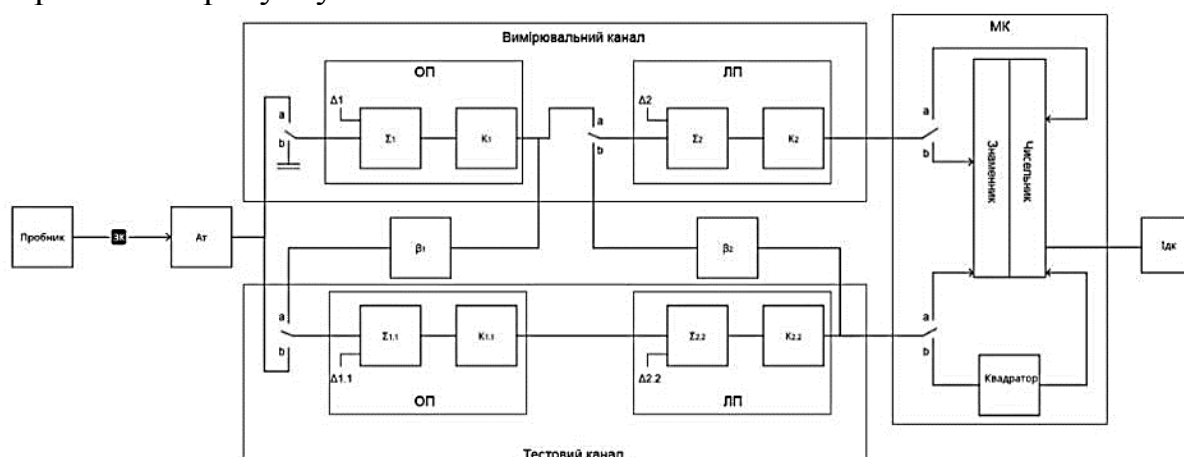 Вимірювальний канал
МК
ОП
ЛП
Δ1
Δ2
a
b
Σ1
K1
a
b
Σ2
K2
a
b
Знаменник
Чисельник
Пробник
ЗК
Ат
β1
β2
Iдк
a
b
Σ1.1
K1.1
Σ2.2
K2.2
a
b
Δ1.1
Δ2.2
Квадратор
ОП
ЛП
Тестовий канал